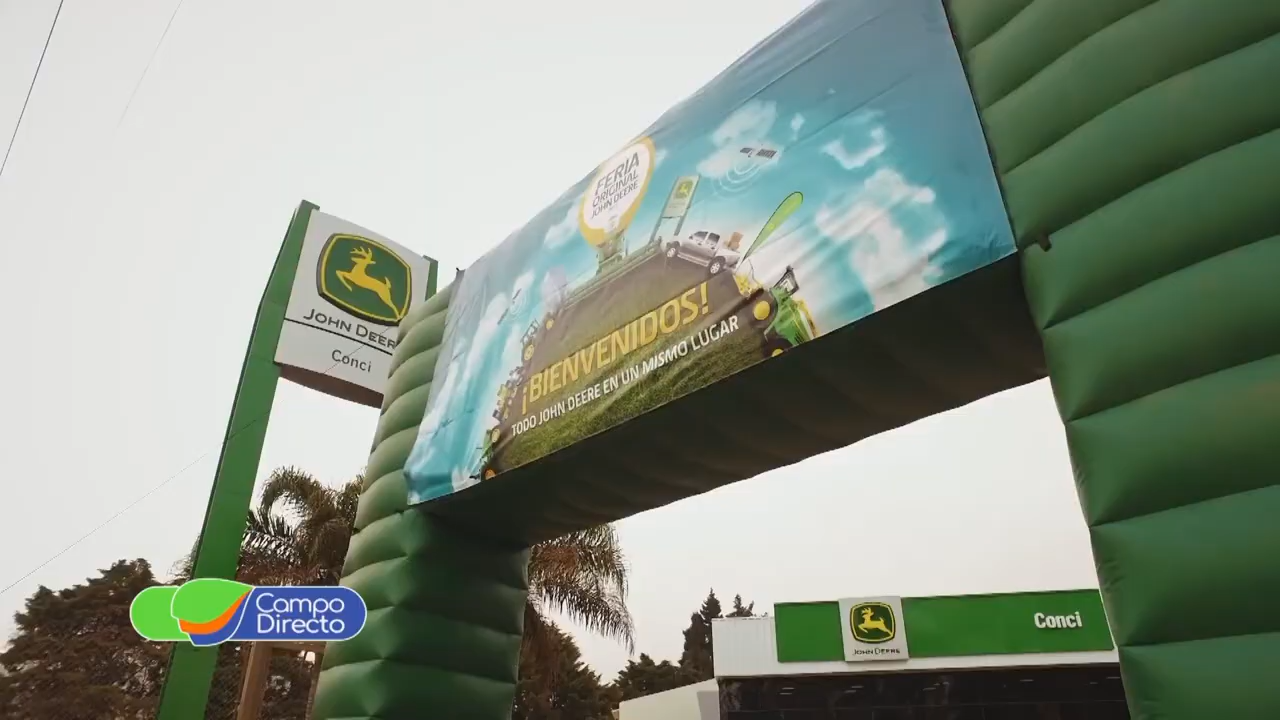 FERIA
ORIGINAL
JOHN DEERE
¡BIENVENIDOS!
TODO JOHN DEERE EN UN MISMO LUGAR
JOHN DEERE
Conci
Campo
Directo
JOHN DEERE
Conci